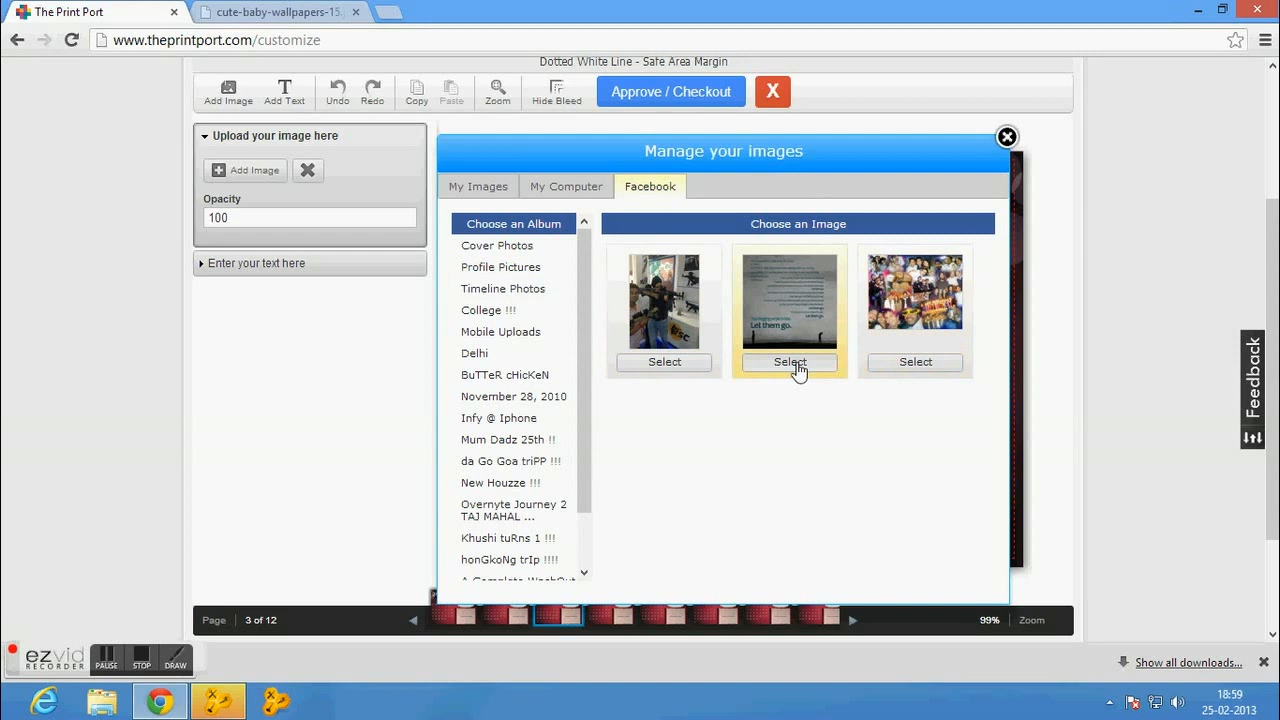 The Print Port
cute-baby-wallpapers-15.
www.theprintport.com/customize
Dotted White Line - Safe Area Margin
Add Image
Add Text
Undo
Redo
Copy
Paste
Zoom
Hide Bleed
Approve / Checkout
X
Upload your image here
Add Image
Opacity
100
Enter your text here
Manage your images
My Images
My Computer
Facebook
Choose an Album
Cover Photos
Profile Pictures
Timeline Photos
College !!!
Mobile Uploads
Delhi
BuTTeR cHicKeN
November 28, 2010
Infy @ Iphone
Mum Dadz 25th !!
da Go Goa triPP !!!
New Houzze !!!
Overnyte Journey 2
TAJ MAHAL ...
Khushi tuRns 1 !!!
honGkoNg trIp !!!!
A Complete WashOut
Choose an Image
Let them go.
Select
Select
Select
Feedback
Page
3 of 12
99%
Zoom
ezvid
RECORDER
PAUSE
STOP
DRAW
Show all downloads...
18:59
25-02-2013